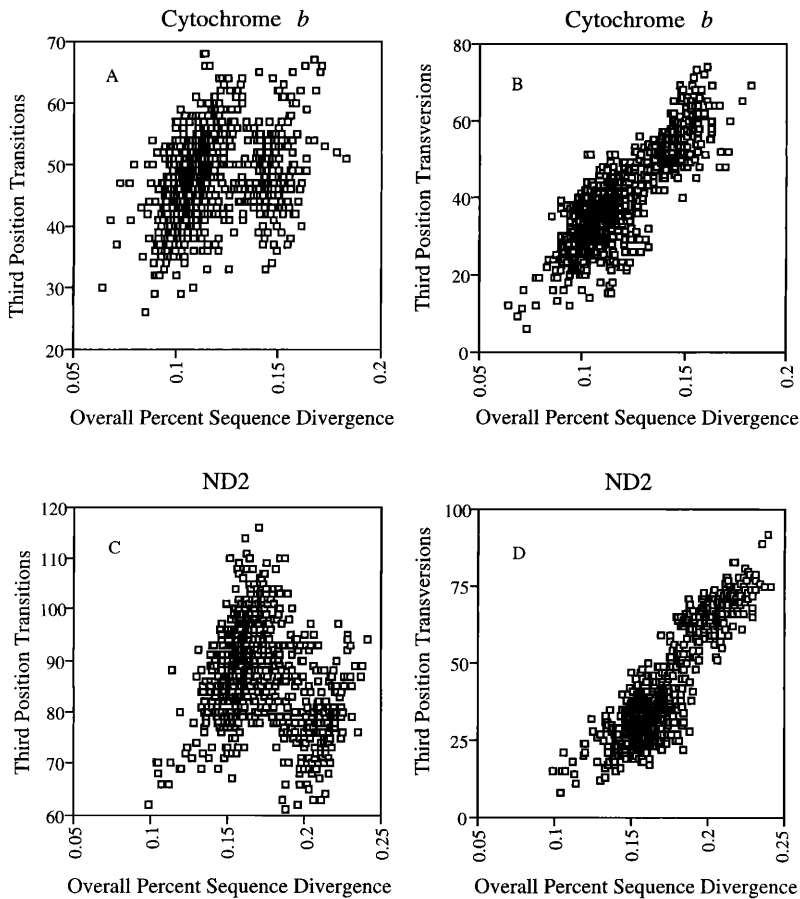 Cytochrome b
A
Third Position Transitions
70
60
50
40
30
20
0.05
0.1
0.15
0.2
Overall Percent Sequence Divergence
Cytochrome b
B
Third Position Transversions
80
60
40
20
0
0.05
0.1
0.15
0.2
Overall Percent Sequence Divergence
ND2
C
Third Position Transitions
120
110
100
90
80
70
60
0.05
0.1
0.15
0.2
0.25
Overall Percent Sequence Divergence
ND2
D
Third Position Transversions
100
75
50
25
0
0.05
0.1
0.15
0.2
0.25
Overall Percent Sequence Divergence